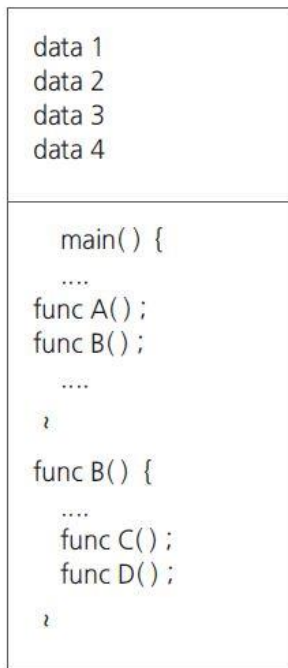 data 1
data 2
data 3
data 4
main( ) {
....
func A( ) ;
func B( ) ;
....
~
func B( ) {
....
func C( ) ;
func D( ) ;
~